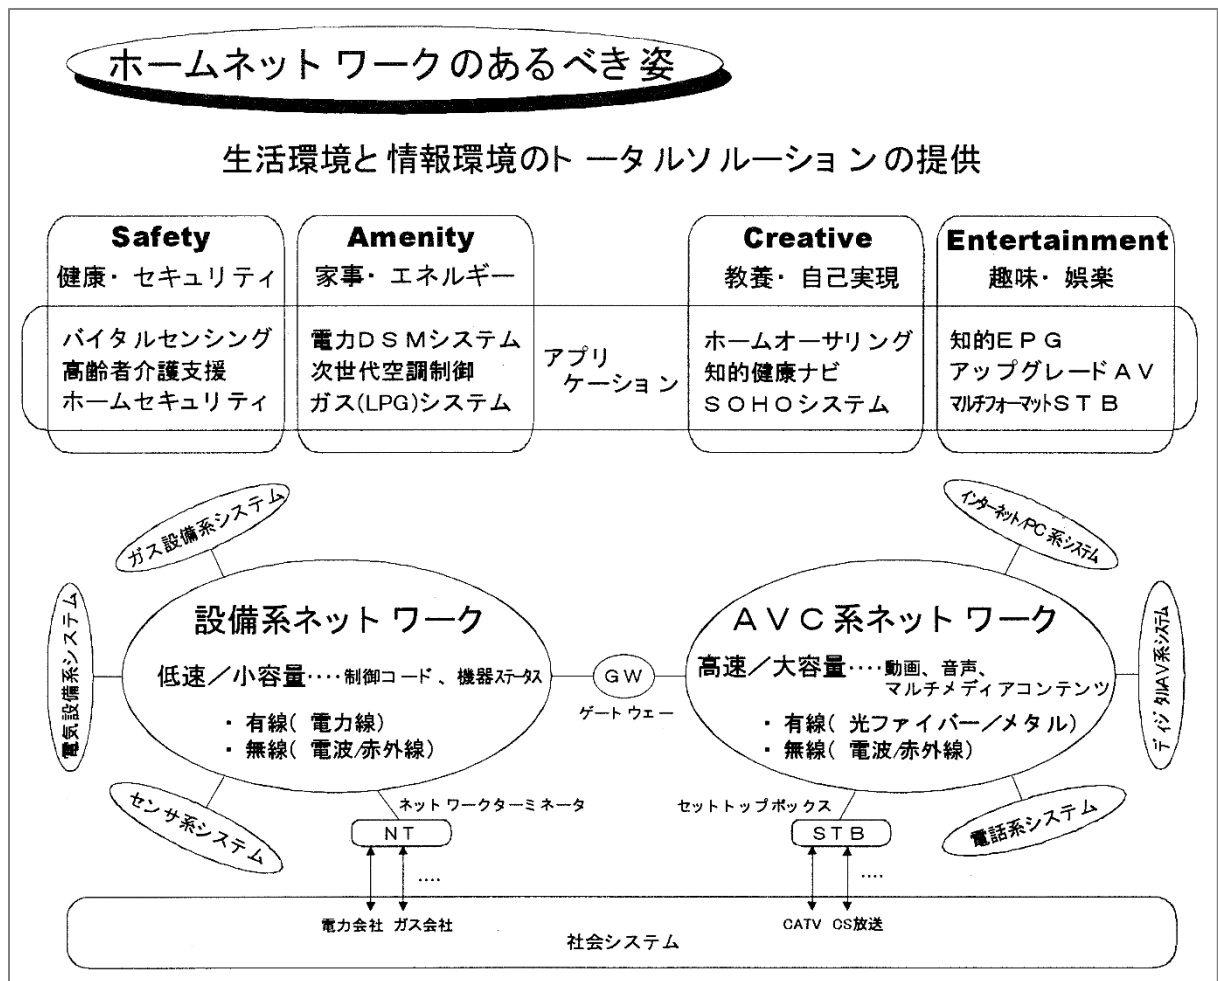 ホームネットワークのあるべき姿
生活環境と情報環境のトータルソルーションの提供
Safety
健康・セキュリティ
バイタルセンシング
高齢者介護支援
ホームセキュリティ
Amenity
家事・エネルギー
電力DSMシステム
次世代空調制御
ガス(LPG)システム
アプリ
ケーション
Creative
教養・自己実現
ホームオーサリング
知的健康ナビ
SOHOシステム
Entertainment
趣味・娯楽
知的EPG
アップグレードAV
マルチフォーマットSTB
ガス設備系システム
電気設備系システム
センサ系システム
設備系ネットワーク
低速／小容量‥‥制御コード、機器ステータス
・有線(電力線)
・無線(電波/赤外線)
GW
ゲートウェー
インターネット/PC系システム
ディジタルAV系システム
電話系システム
AVC系ネットワーク
高速／大容量‥‥動画、音声、
マルチメディアコンテンツ
・有線(光ファイバー／メタル)
・無線(電波/赤外線)
ネットワークターミネータ
NT
‥‥
セットトップボックス
STB
‥‥
電力会社 ガス会社
CATV CS放送
社会システム